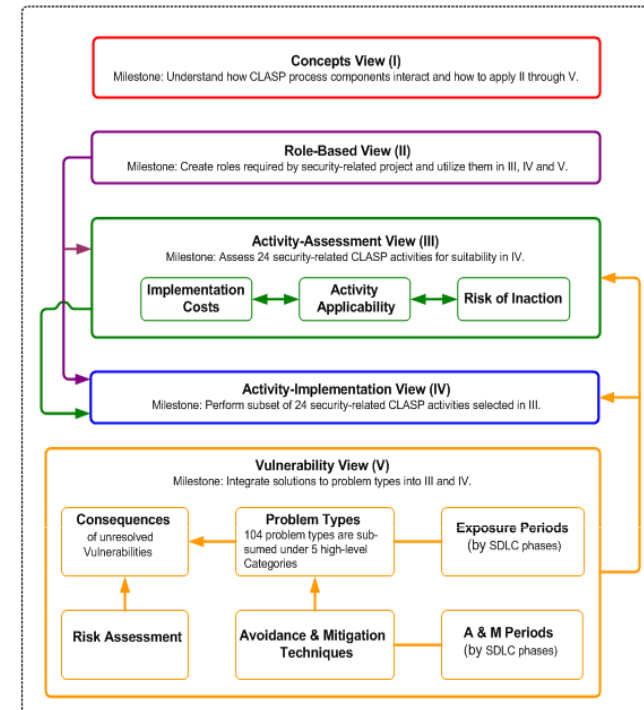 Concepts View (I)
Milestone: Understand how CLASP process components interact and how to apply II through V.
Role-Based View (II)
Milestone: Create roles required by security-related project and utilize them in III, IV and V.
Activity-Assessment View (III)
Milestone: Assess 24 security-related CLASP activities for suitability in IV.
Implementation
Costs
Activity
Applicability
Risk of Inaction
Activity-Implementation View (IV)
Milestone: Perform subset of 24 security-related CLASP activities selected in III.
Vulnerability View (V)
Milestone: Integrate solutions to problem types into III and IV.
Consequences
of unresolved
Vulnerabilities
Problem Types
104 problem types are sub-
sumed under 5 high-level
Categories
Exposure Periods
(by SDLC phases)
Risk Assessment
Avoidance & Mitigation
Techniques
A & M Periods
(by SDLC phases)